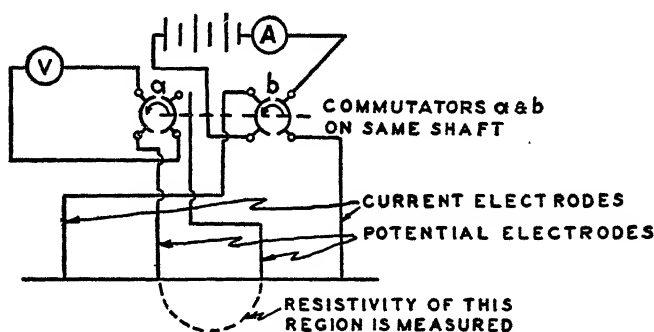 A
V
a
b
COMMUTATORS a & b
ON SAME SHAFT
CURRENT ELECTRODES
POTENTIAL ELECTRODES
RESISTIVITY OF THIS
REGION IS MEASURED